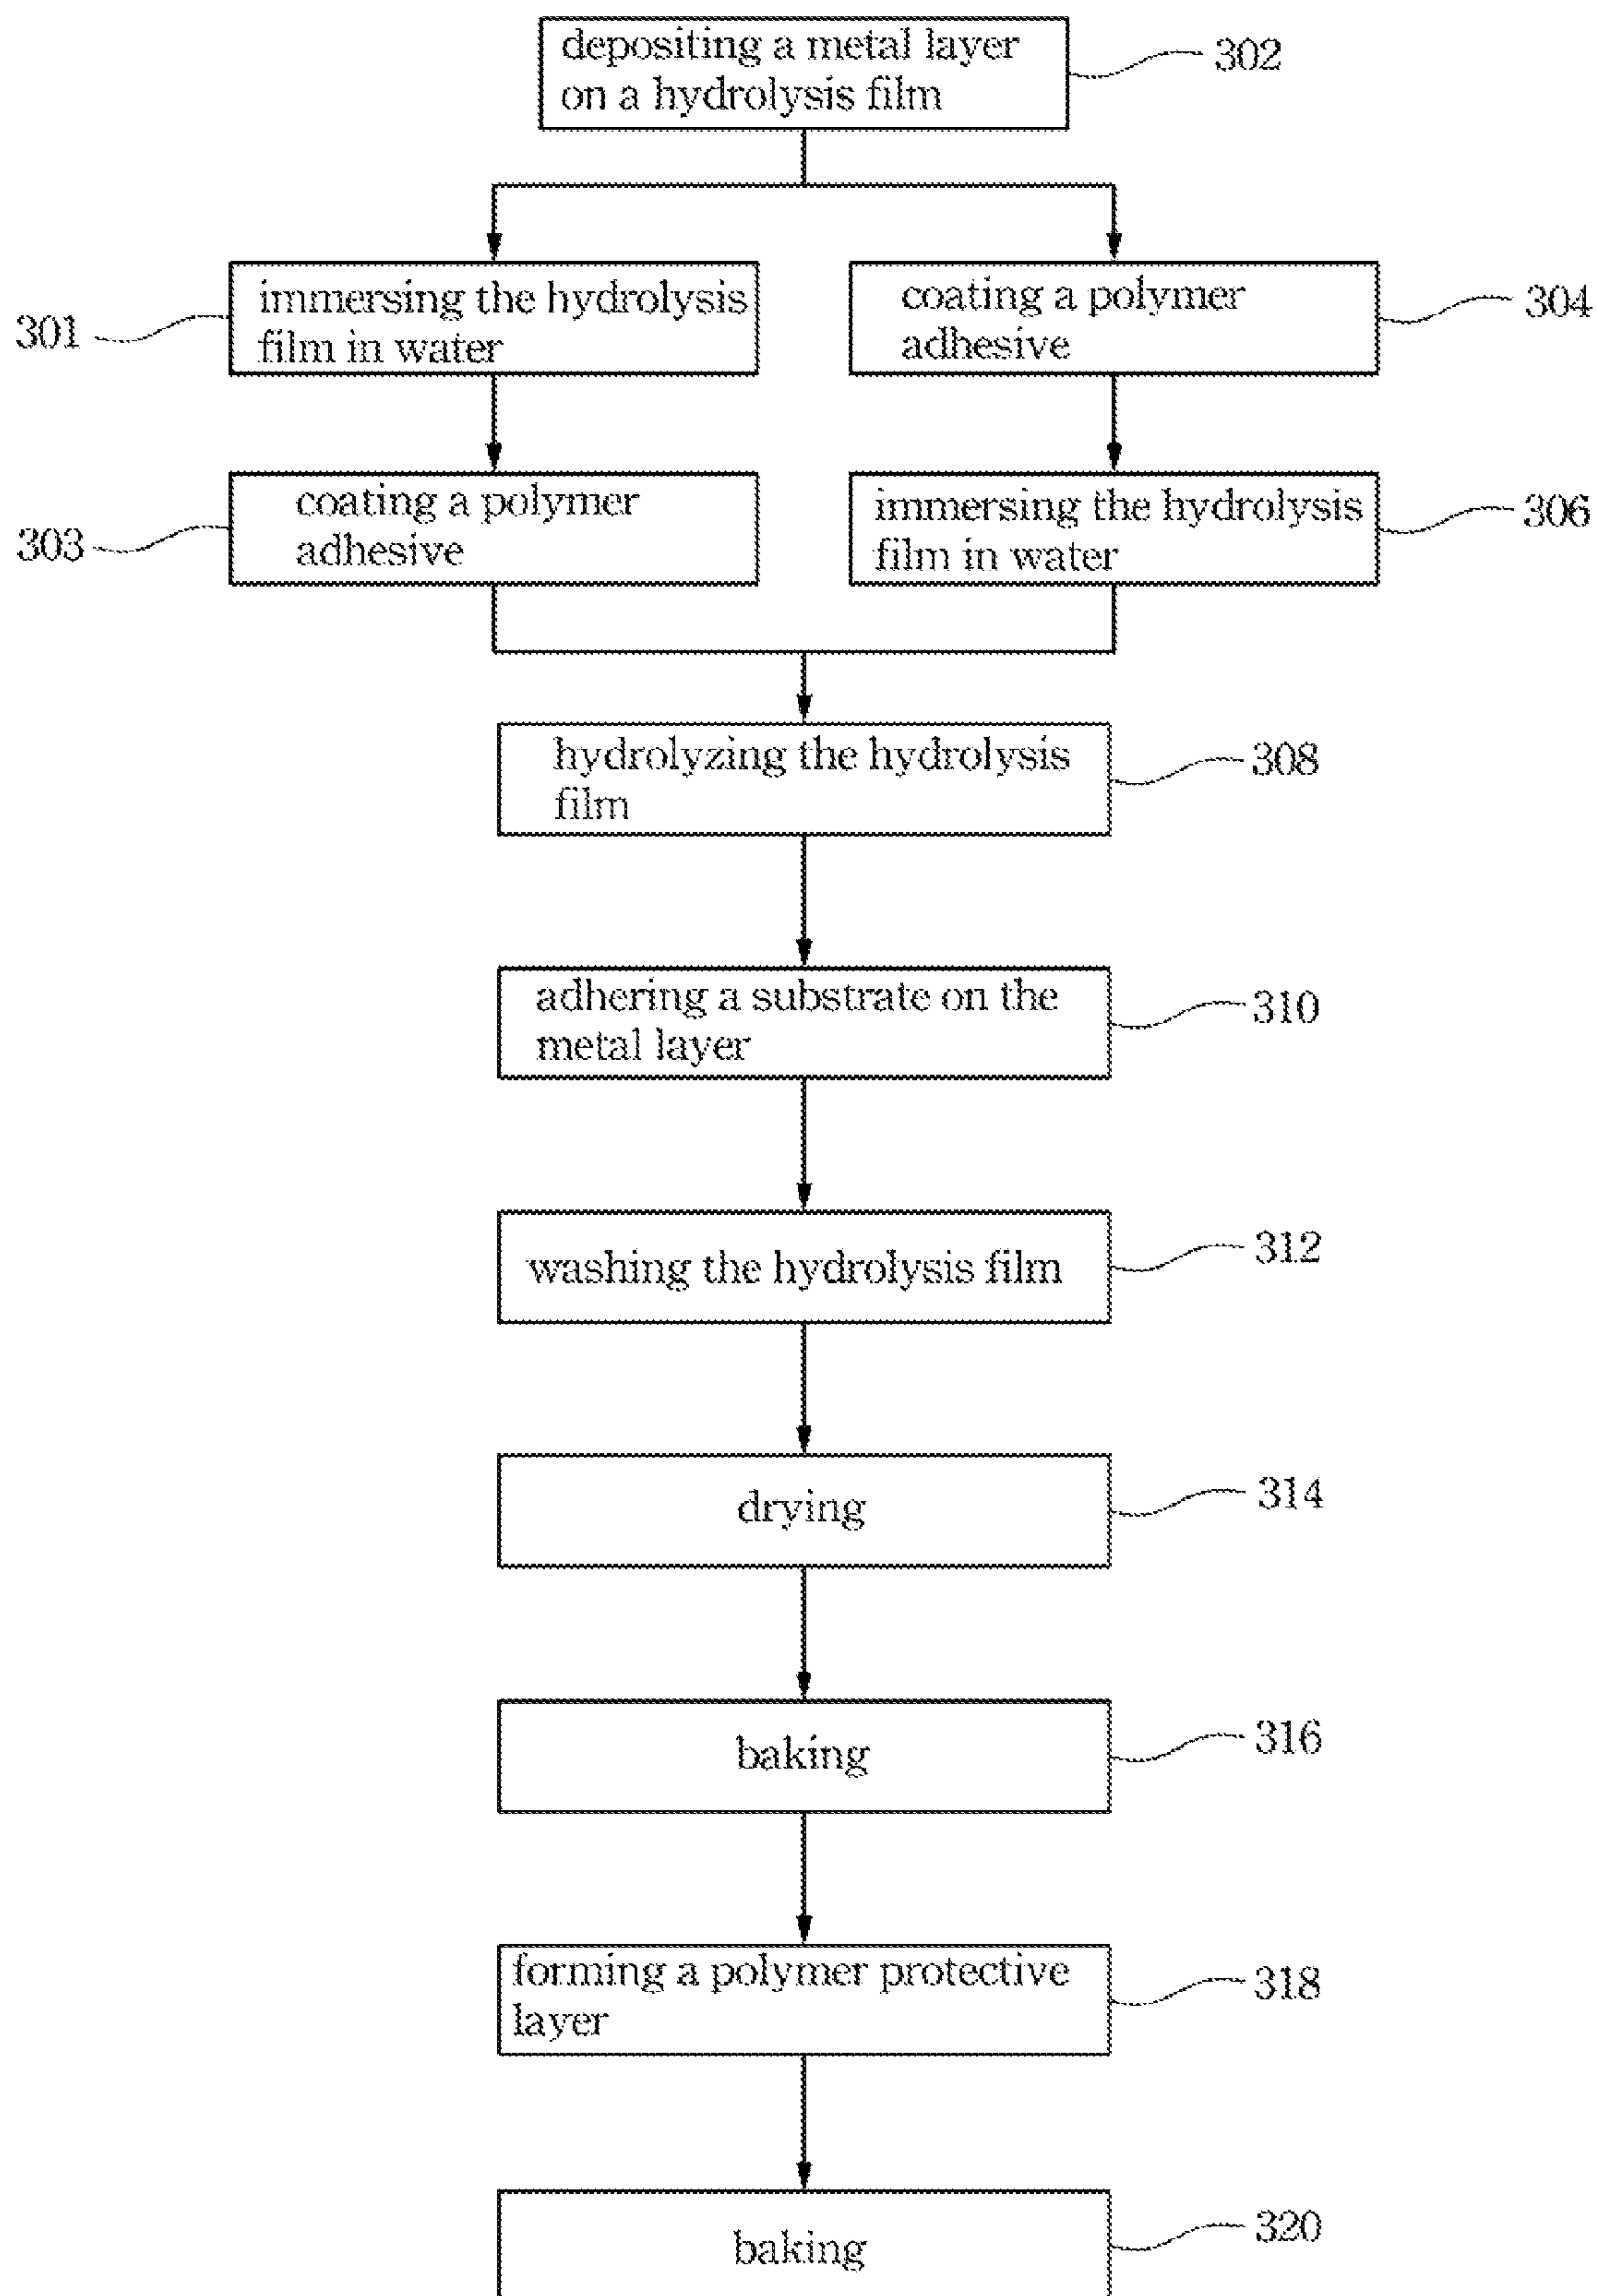 depositing a metal layer
on a hydrolysis film
302
301
immersing the hydrolysis
film in water
coating a polymer
adhesive
304
303
coating a polymer
adhesive
immersing the hydrolysis
film in water
306
hydrolyzing the hydrolysis
film
308
adhering a substrate on the
metal layer
310
washing the hydrolysis film
312
drying
314
baking
316
forming a polymer protective
layer
318
baking
320